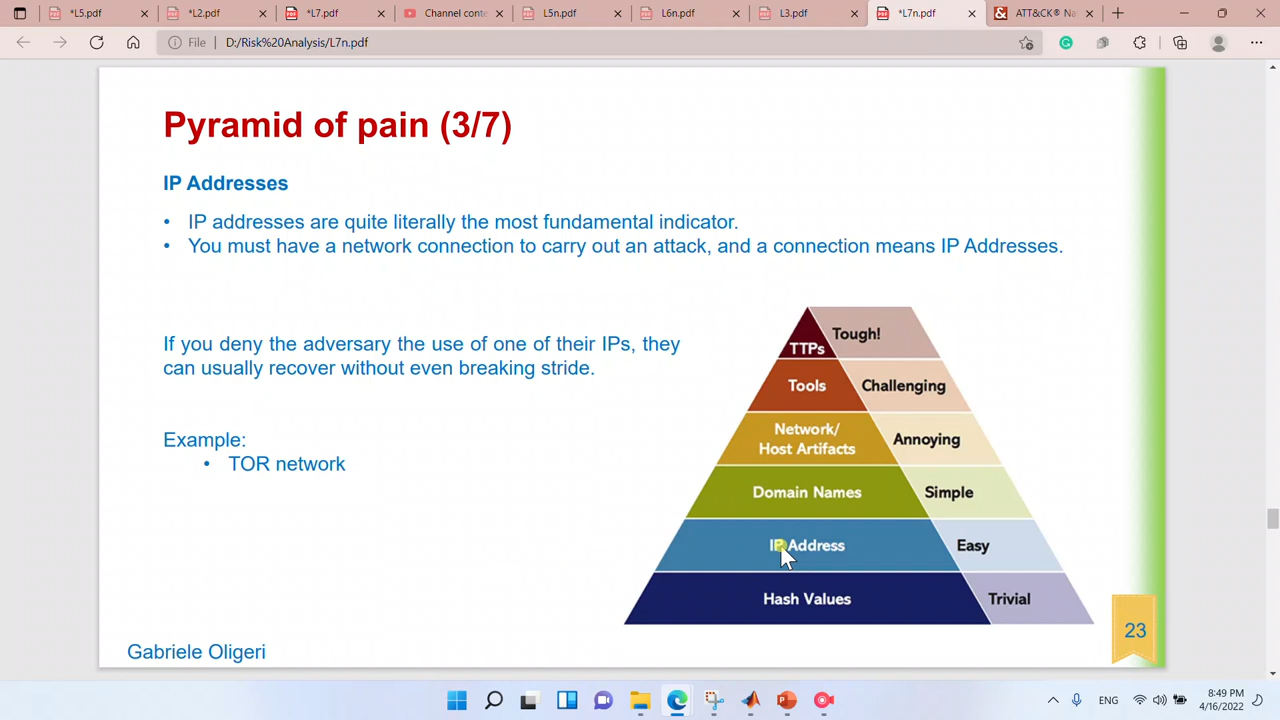 *L5.pdf
*L2.pdf
*L7.pdf
Channel conte
L5n.pdf
L6n.pdf
L3.pdf
*L7n.pdf
ATT&CK® Na
File
D:/Risk%20Analysis/L7n.pdf
Pyramid of pain (3/7)
IP Addresses
• IP addresses are quite literally the most fundamental indicator.
• You must have a network connection to carry out an attack, and a connection means IP Addresses.
If you deny the adversary the use of one of their IPs, they
can usually recover without even breaking stride.
Example:
• TOR network
TTPs
Tough!
Tools
Challenging
Network/
Host Artifacts
Annoying
Domain Names
Simple
IP Address
Easy
Hash Values
Trivial
23
Gabriele Oligeri
ENG
8:49 PM
4/16/2022